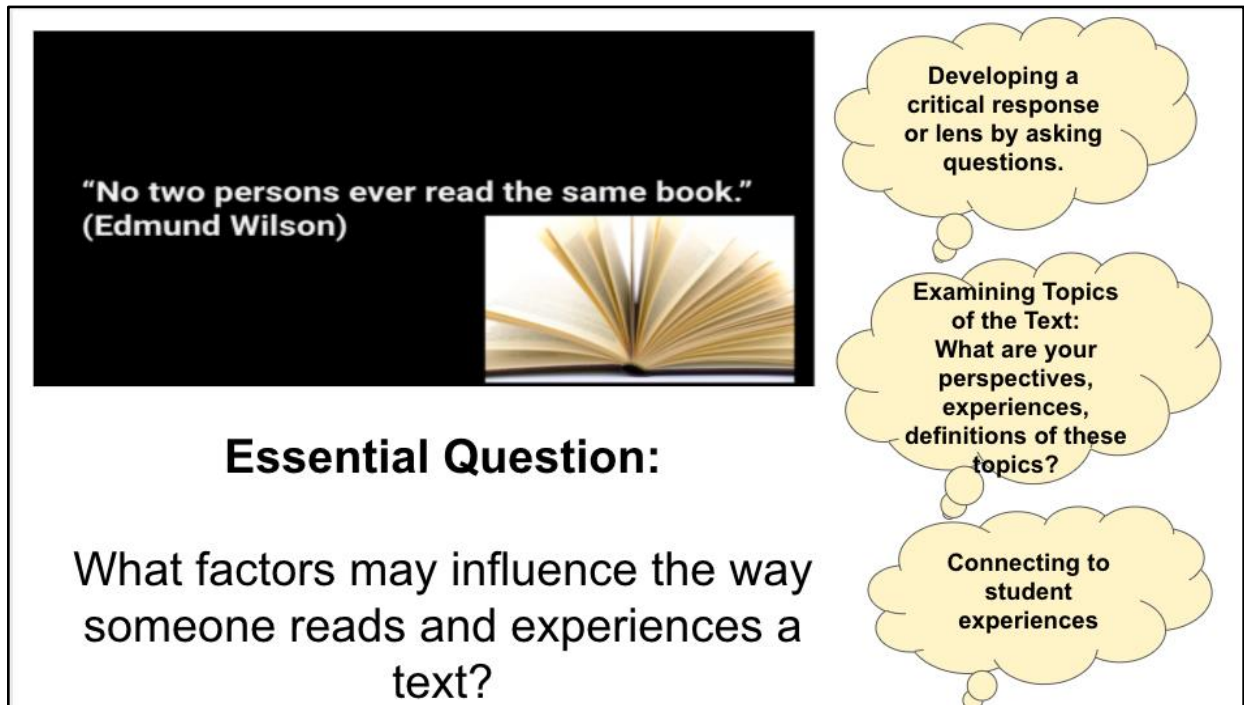 “No two persons ever read the same book.”
(Edmund Wilson)
Essential Question:
What factors may influence the way
someone reads and experiences a
text?
Developing a
critical response
or lens by asking
questions.
Examining Topics
of the Text:
What are your
perspectives,
experiences,
definitions of these
topics?
Connecting to
student
experiences